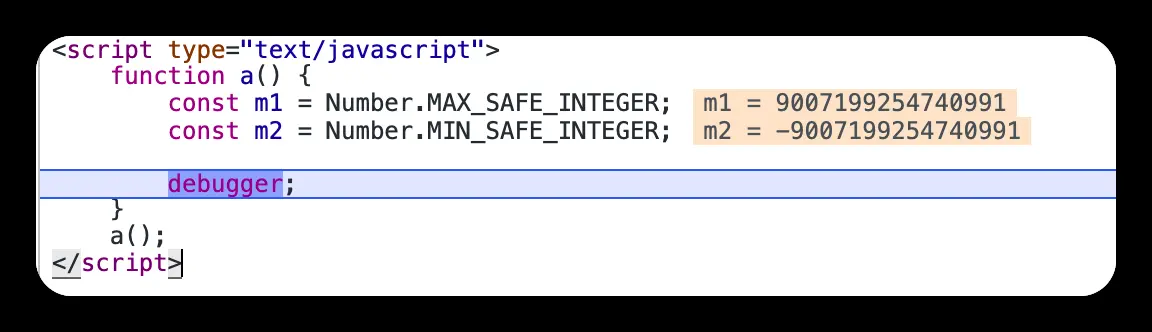 <script type="text/javascript">
    function a() {
        const m1 = Number.MAX_SAFE_INTEGER; m1 = 9007199254740991
        const m2 = Number.MIN_SAFE_INTEGER; m2 = -9007199254740991
        debugger;
    }
    a();
</script>